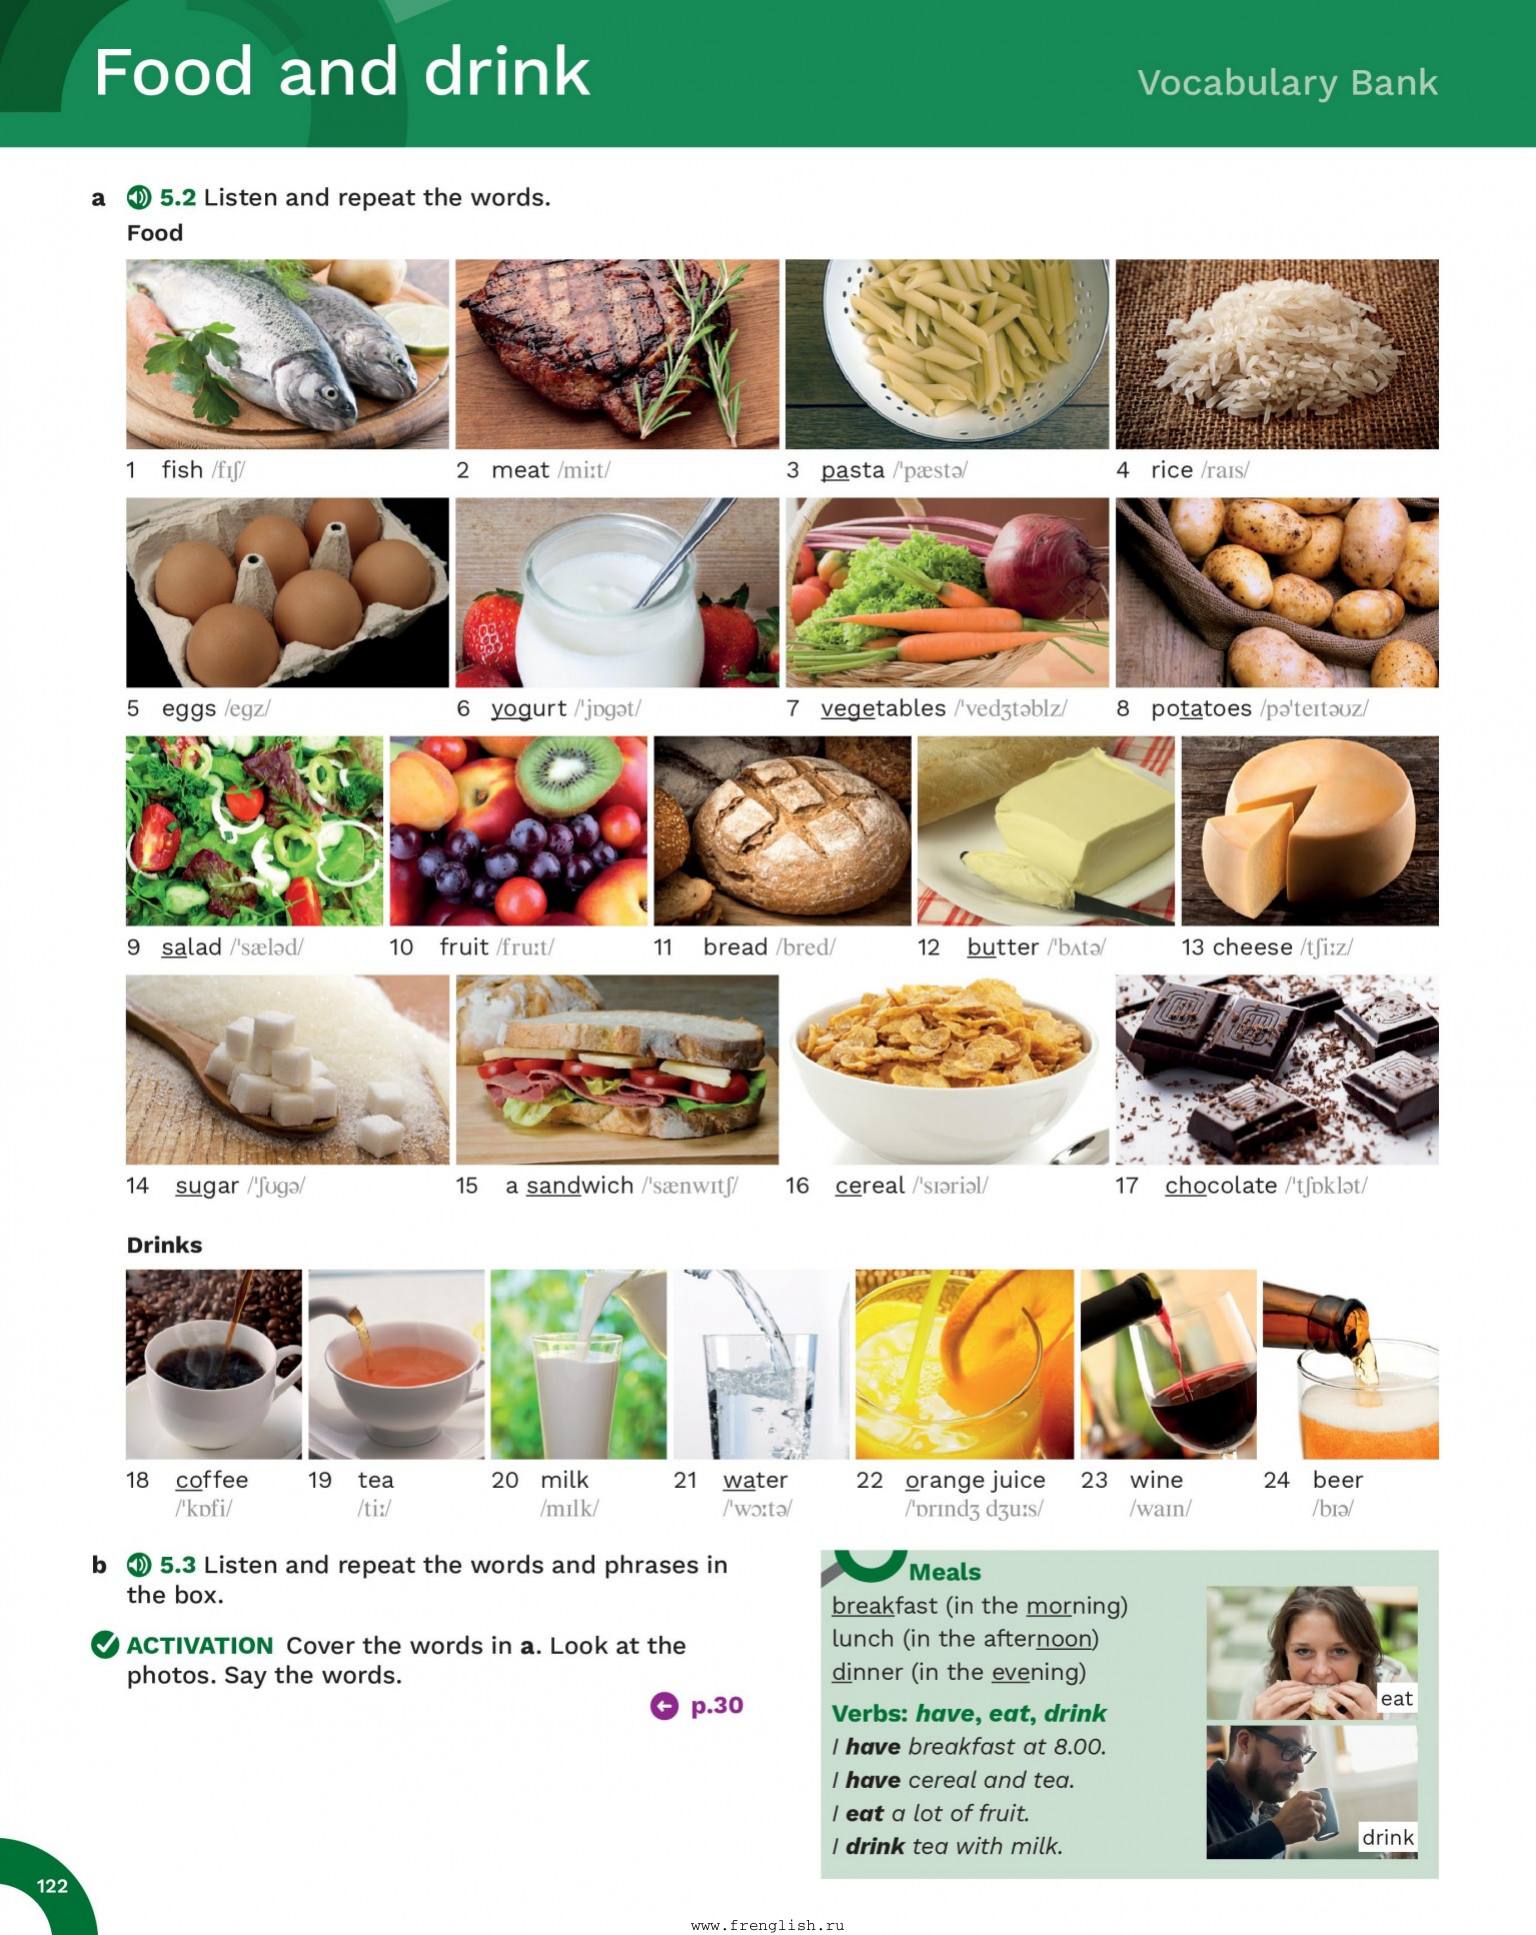 Food and drink
Vocabulary Bank
a 5.2 Listen and repeat the words.
Food
1 fish /fɪʃ/
2 meat /miːt/
3 pasta /ˈpæstə/
4 rice /raɪs/
5 eggs /egz/
6 yogurt /ˈjɒgət/
7 vegetables /ˈvedʒtəblz/
8 potatoes /pəˈteɪtəʊz/
9 salad /ˈsæləd/
10 fruit /fruːt/
11 bread /bred/
12 butter /ˈbʌtə/
13 cheese /tʃiːz/
14 sugar /ˈʃʊgə/
15 a sandwich /ˈsænwɪtʃ/
16 cereal /ˈsɪəriəl/
17 chocolate /ˈtʃɒklət/
Drinks
18 coffee
/ˈkɒfi/
19 tea
/tiː/
20 milk
/mɪlk/
21 water
/ˈwɔːtə/
22 orange juice
/ˈɒrɪndʒ dʒuːs/
23 wine
/waɪn/
24 beer
/bɪə/
b 5.3 Listen and repeat the words and phrases in
the box.
ACTIVATION Cover the words in a. Look at the
photos. Say the words.
p.30
Meals
breakfast (in the morning)
lunch (in the afternoon)
dinner (in the evening)
Verbs: have, eat, drink
I have breakfast at 8.00.
I have cereal and tea.
I eat a lot of fruit.
I drink tea with milk.
eat
drink
122
www.frenglish.ru